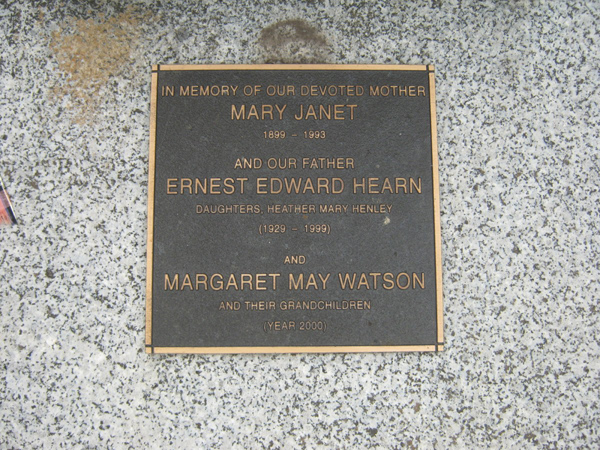 IN MEMORY OF OUR DEVOTED MOTHER
MARY JANET
1899 - 1993
AND OUR FATHER
ERNEST EDWARD HEARN
DAUGHTERS, HEATHER MARY HENLEY
(1929 - 1999)
AND
MARGARET MAY WATSON
AND THEIR GRANDCHILDREN
(YEAR 2000)